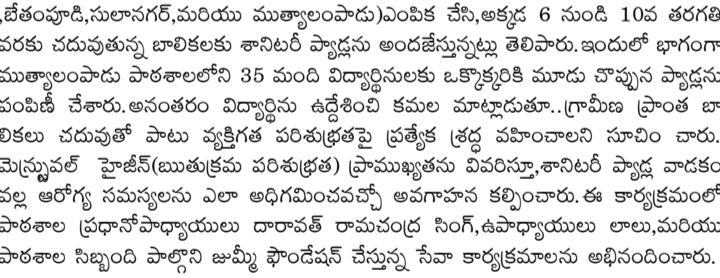 ,బేతంపూడి,సులానగర్,మరియు ముత్యాలంపాడు)ఎంపిక చేసి,అక్కడ 6 నుండి 10వ తరగతి
వరకు చదువుతున్న బాలికలకు శానిటరీ ప్యాడ్లను అందజేస్తున్నట్లు తెలిపారు.ఇందులో భాగంగా
ముత్యాలంపాడు పాఠశాలలోని 35 మంది విద్యార్థినులకు ఒక్కొక్కరికి మూడు చొప్పున ప్యాడ్లను
పంపిణీ చేశారు.అనంతరం విద్యార్థిను ఉద్దేశించి కమల మాట్లాడుతూ..గ్రామీణ ప్రాంత బా
లికలు చదువుతో పాటు వ్యక్తిగత పరిశుభ్రతపై ప్రత్యేక శ్రద్ధ వహించాలని సూచిం చారు.
మెన్స్ట్రువల్ హైజీన్(ఋతుక్రమ పరిశుభ్రత) ప్రాముఖ్యతను వివరిస్తూ,శానిటరీ ప్యాడ్ల వాడకం
వల్ల ఆరోగ్య సమస్యలను ఎలా అధిగమించవచ్చో అవగాహన కల్పించారు.ఈ కార్యక్రమంలో
పాఠశాల ప్రధానోపాధ్యాయులు దారావత్ రామచంద్ర సింగ్,ఉపాధ్యాయులు లాలు,మరియు
పాఠశాల సిబ్బంది పాల్గొని జుమ్మీ ఫౌండేషన్ చేస్తున్న సేవా కార్యక్రమాలను అభినందించారు.